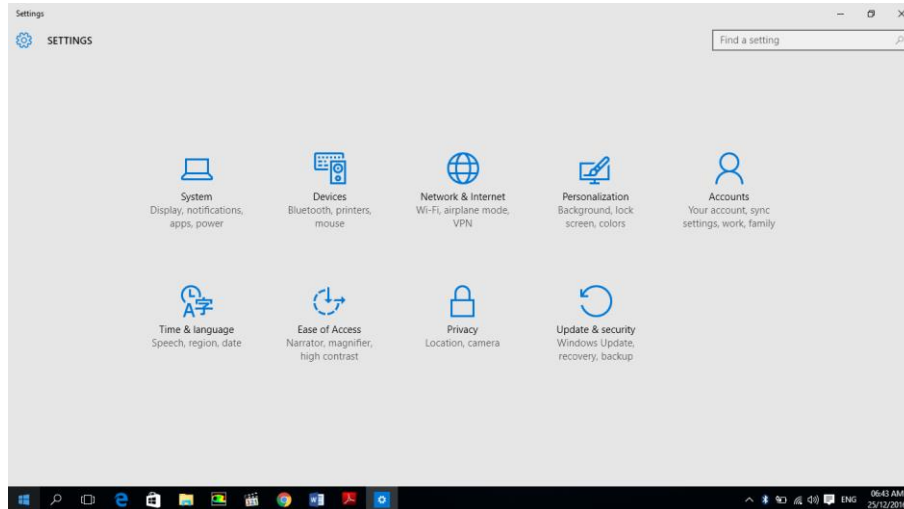 Settings
SETTINGS
Find a setting
System
Display, notifications,
apps, power
Devices
Bluetooth, printers,
mouse
Network & Internet
Wi-Fi, airplane mode,
VPN
Personalization
Background, lock
screen, colors
Accounts
Your account, sync
settings, work, family
Time & language
Speech, region, date
Ease of Access
Narrator, magnifier,
high contrast
Privacy
Location, camera
Update & security
Windows Update,
recovery, backup
ENG
06:43 AM